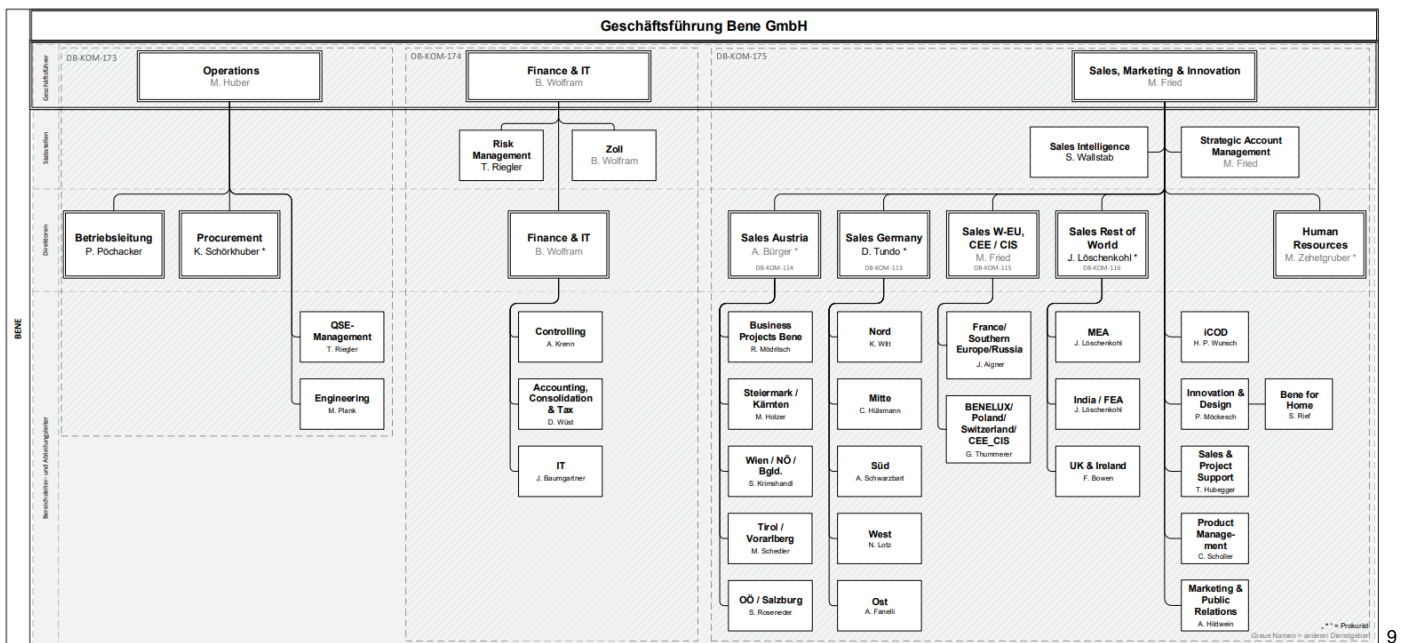 Geschäftsführung Bene GmbH
BENE
Geschäftsführer
DB-KOM-173
Operations
M. Huber
DB-KOM-174
Finance & IT
B. Wolfram
DB-KOM-175
Sales, Marketing & Innovation
M. Fried
Stabstellen
Risk
Management
T. Riegler
Zoll
B. Wolfram
Sales Intelligence
S. Wallstab
Strategic Account
Management
M. Fried
Direktoren
Betriebsleitung
P. Pöchacker
Procurement
K. Schörkhuber *
Finance & IT
B. Wolfram
Sales Austria
A. Bürger *
DB-KOM-114
Sales Germany
D. Tundo *
DB-KOM-113
Sales W-EU,
CEE / CIS
M. Fried
DB-KOM-115
Sales Rest of
World
J. Löschenkohl *
DB-KOM-116
Human
Resources
M. Zehetgruber *
Bereichsleiter- und Abteilungsleiter
QSE-
Management
T. Riegler
Engineering
M. Plank
Controlling
A. Krenn
Accounting,
Consolidation
& Tax
D. Wüst
IT
J. Baumgartner
Business
Projects Bene
R. Mödritsch
Steiermark /
Kärnten
M. Holzer
Wien / NÖ /
Bgld.
S. Krimshandl
Tirol /
Vorarlberg
M. Schedler
OÖ / Salzburg
S. Roseneder
Nord
K. Witt
Mitte
C. Hülsmann
Süd
A. Schwarzbart
West
N. Lotz
Ost
A. Fanelli
France/
Southern
Europe/Russia
J. Aigner
BENELUX/
Poland/
Switzerland/
CEE_CIS
G. Thummerer
MEA
J. Löschenkohl
India / FEA
J. Löschenkohl
UK & Ireland
F. Bowen
iCOD
H. P. Wunsch
Innovation &
Design
P. Möckesch
Bene for
Home
S. Rief
Sales &
Project
Support
T. Hubegger
Product
Manage-
ment
C. Scholler
Marketing &
Public
Relations
A. Hildwein
„ * “ = Prokurist
Graue Namen = anderer Dienstgeber
9